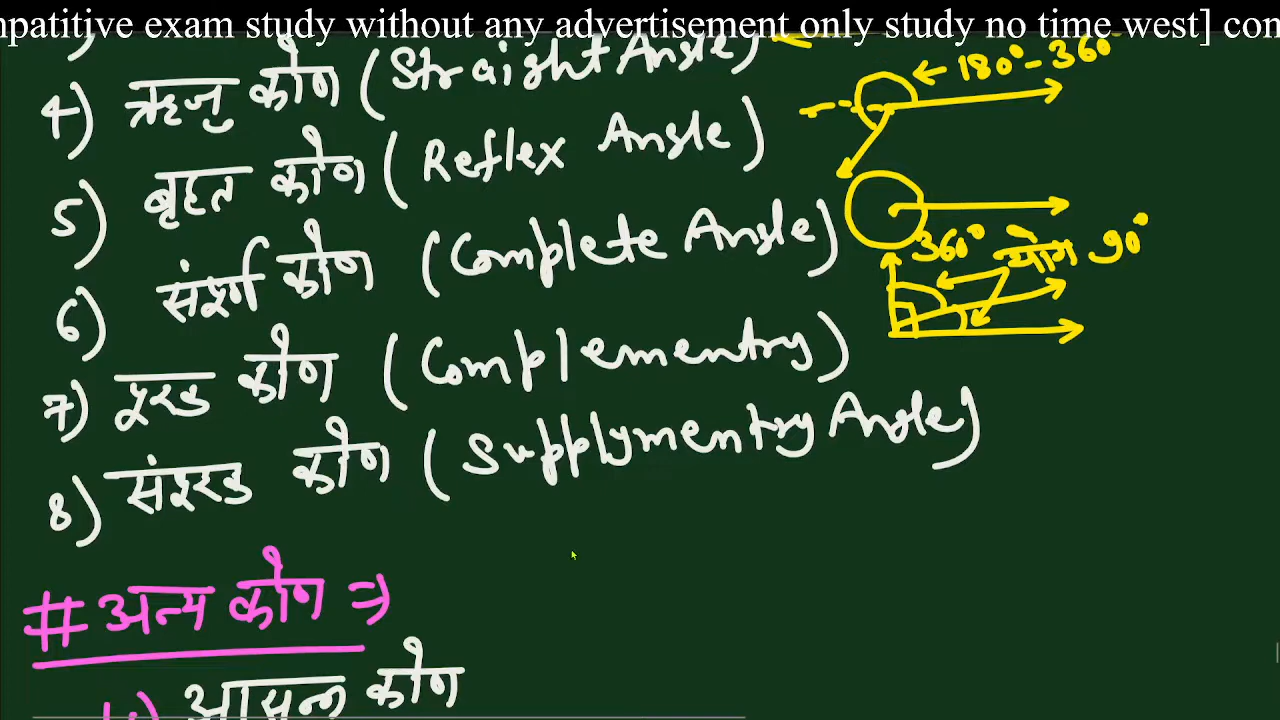 mpatitive exam study without any advertisement only study no time west] con
4) ऋजु कोण (Straight Angle)
180°-360°
5) बृहत कोण (Reflex Angle)
6) संपूर्ण कोण (Complete Angle)
360° योग 90°
7) पूरक कोण (Complementry)
8) संपूरक कोण (Supplymentry Angle)
# अन्य कोण ⇒
आसन्न कोण